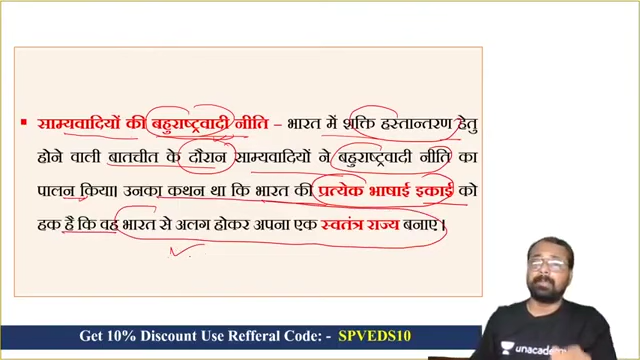 ▪ साम्यवादियों की बहुराष्ट्रवादी नीति – भारत में शक्ति हस्तान्तरण हेतु
होने वाली बातचीत के दौरान साम्यवादियों ने बहुराष्ट्रवादी नीति का
पालन किया। उनका कथन था कि भारत की प्रत्येक भाषाई इकाई को
हक है कि वह भारत से अलग होकर अपना एक स्वतंत्र राज्य बनाए।
unacademy
Get 10% Discount Use Refferal Code: - SPVEDS10